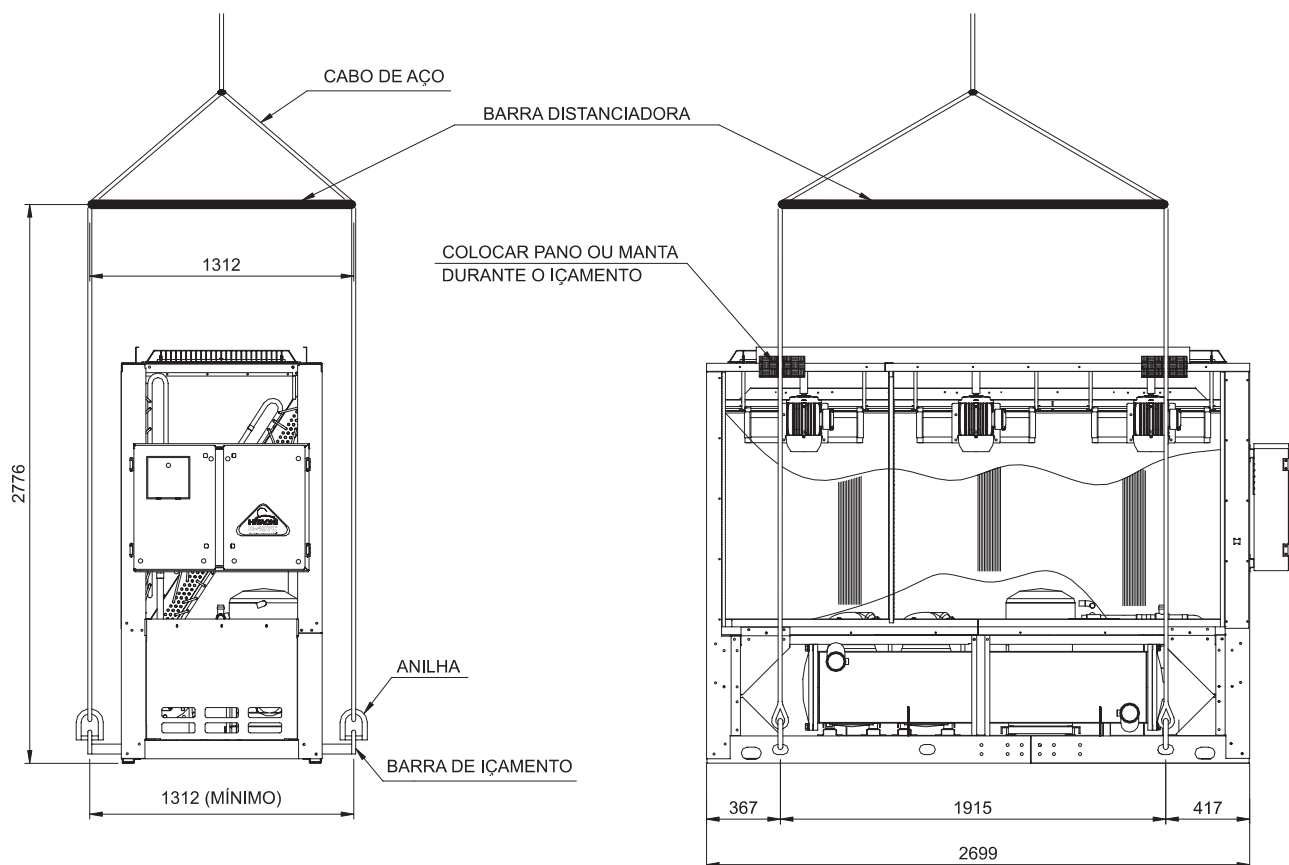 CABO DE AÇO
BARRA DISTANCIADORA
COLOCAR PANO OU MANTA
DURANTE O IÇAMENTO
1312
2776
HITACHI
ANILHA
BARRA DE IÇAMENTO
1312 (MÍNIMO)
367
1915
417
2699